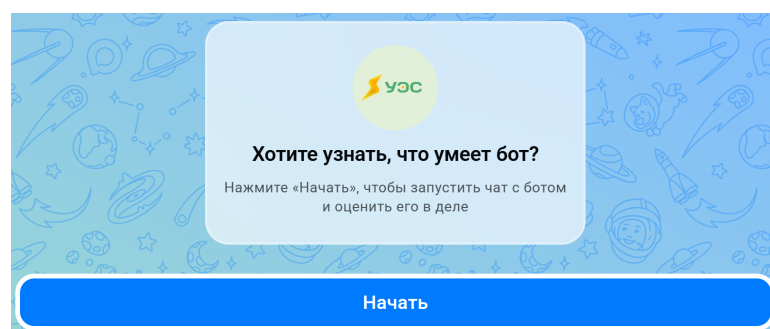 УЭС
Хотите узнать, что умеет бот?
Нажмите «Начать», чтобы запустить чат с ботом
и оценить его в деле
Начать